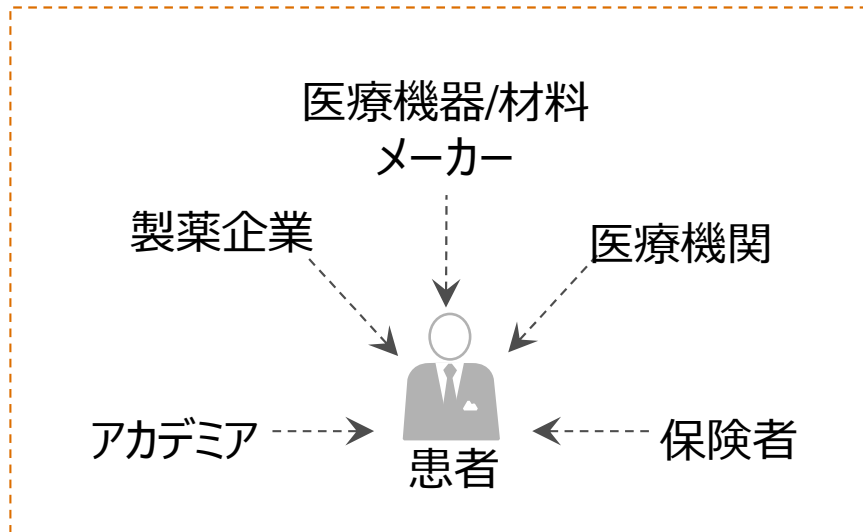 医療機器/材料
メーカー
製薬企業
医療機関
アカデミア
保険者
患者